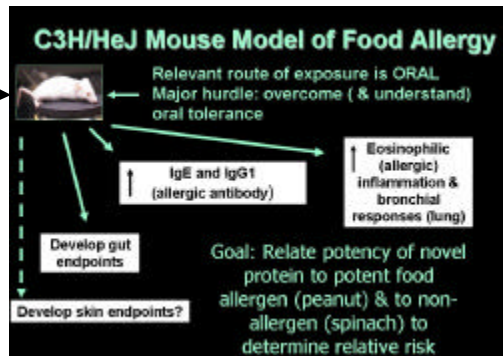 C3H/HeJ Mouse Model of Food Allergy
Relevant route of exposure is ORAL
Major hurdle: overcome ( & understand)
oral tolerance
IgE and IgG1
(allergic antibody)
Eosinophilic
(allergic)
inflammation &
bronchial
responses (lung)
Develop gut
endpoints
Develop skin endpoints?
Goal: Relate potency of novel
protein to potent food
allergen (peanut) & to non-
allergen (spinach) to
determine relative risk